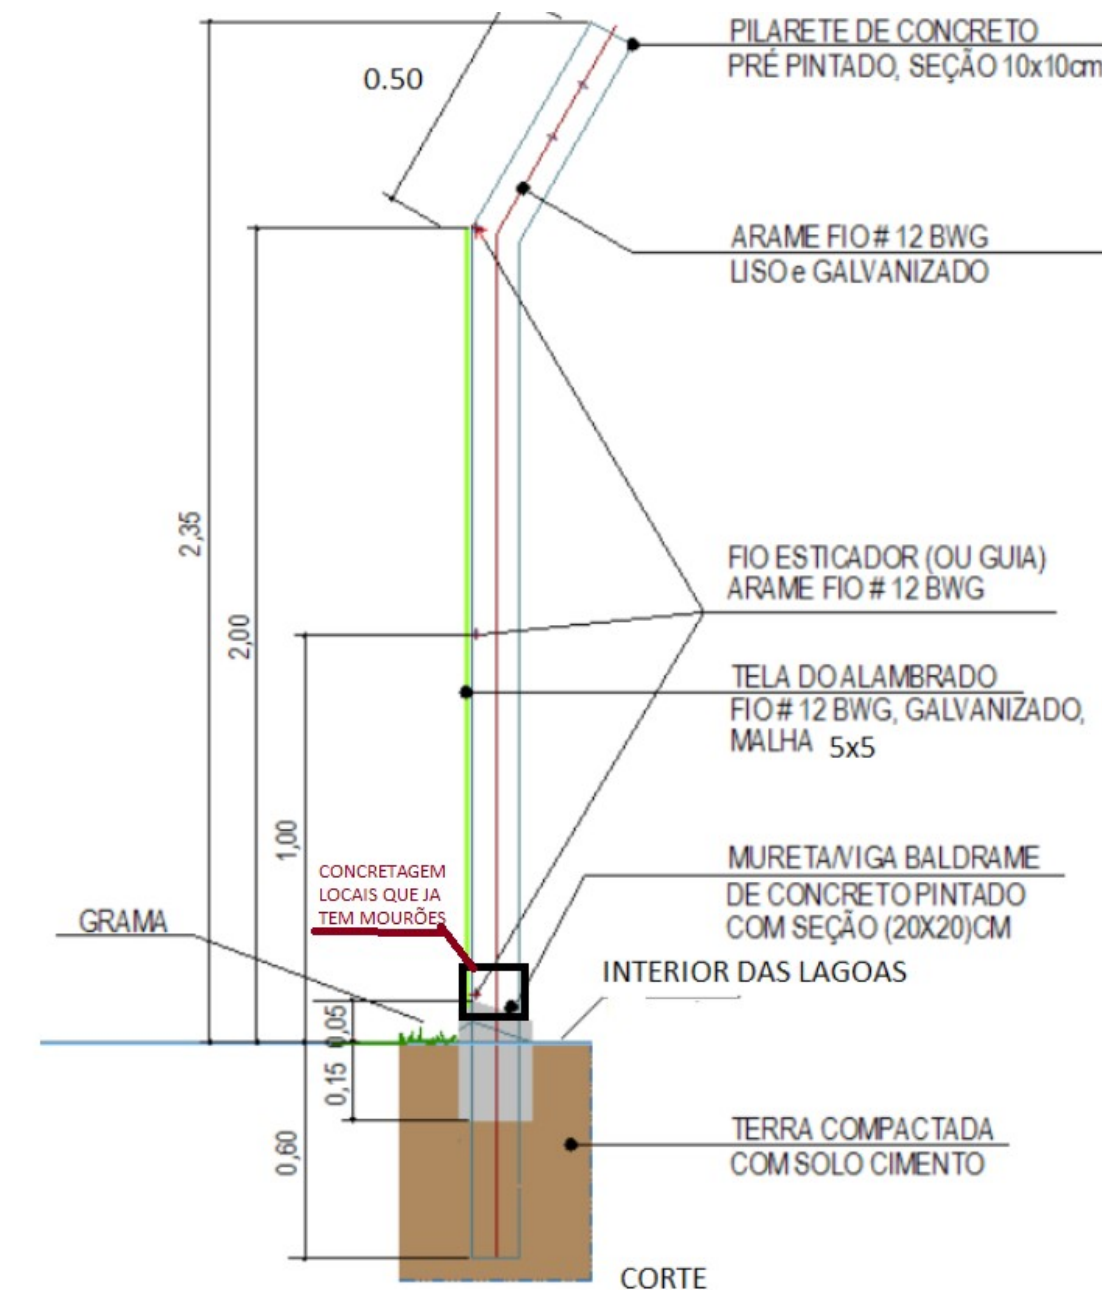 PILARETE DE CONCRETO
PRÉ PINTADO, SEÇÃO 10x10cm
0.50
ARAME FIO # 12 BWG
LISO e GALVANIZADO
2,35
2,00
FIO ESTICADOR (OU GUIA)
ARAME FIO # 12 BWG
TELA DO ALAMBRADO
FIO # 12 BWG, GALVANIZADO,
MALHA 5x5
1,00
CONCRETAGEM
LOCAIS QUE JA
TEM MOURÕES
MURETA/VIGA BALDRAME
DE CONCRETO PINTADO
COM SEÇÃO (20X20)CM
GRAMA
INTERIOR DAS LAGOAS
0,05
0,15
0,60
TERRA COMPACTADA
COM SOLO CIMENTO
CORTE